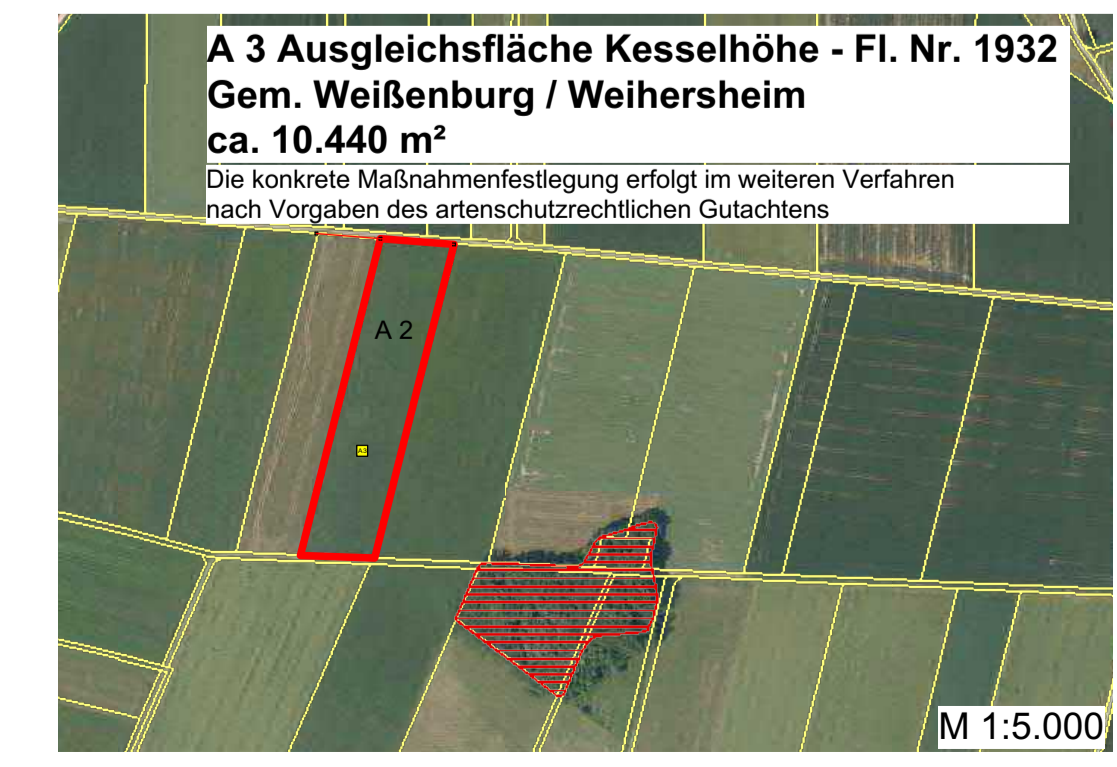 A 3 Ausgleichsfläche Kesselhöhe - Fl. Nr. 1932
Gem. Weißenburg / Weihersheim
ca. 10.440 m²
Die konkrete Maßnahmenfestlegung erfolgt im weiteren Verfahren
nach Vorgaben des artenschutzrechtlichen Gutachtens
A 2
A3
M 1:5.000